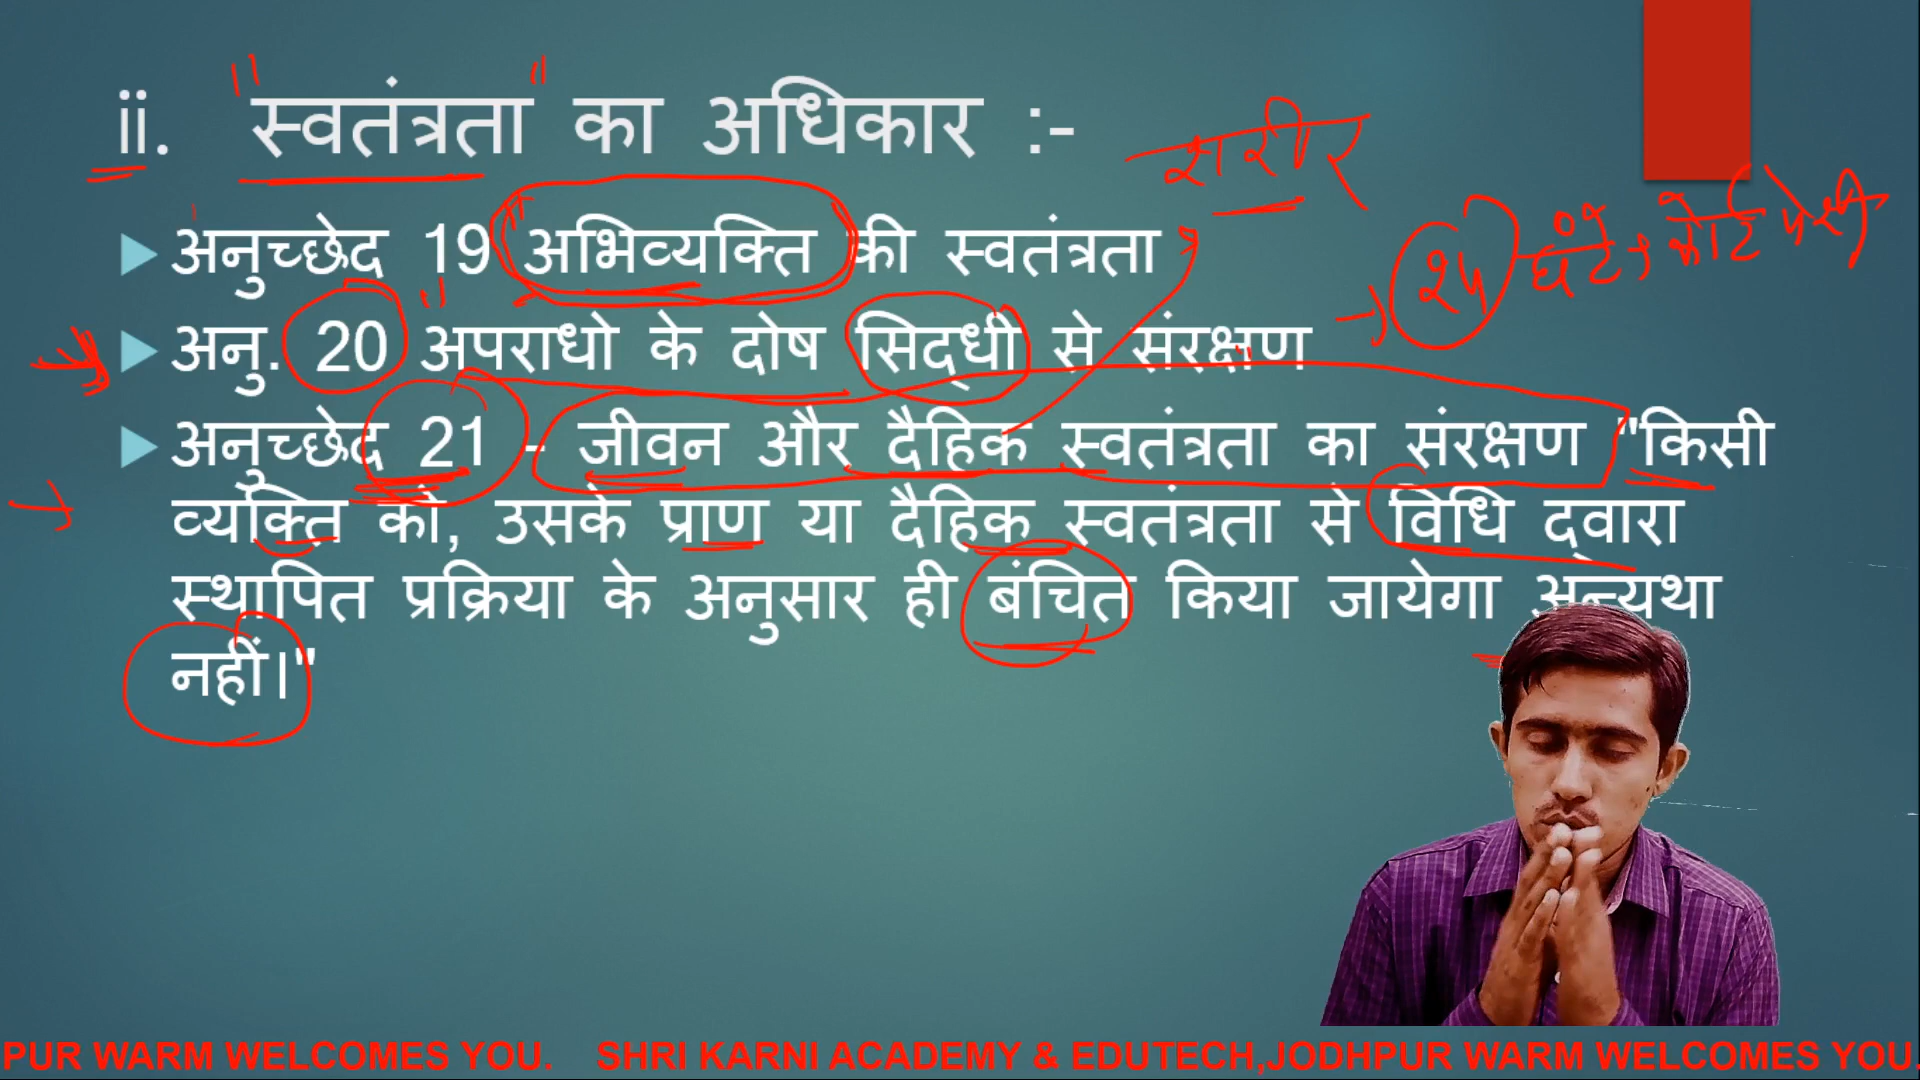 ii. स्वतंत्रता का अधिकार :-
शरीर
अनुच्छेद 19 अभिव्यक्ति की स्वतंत्रता
घंटे, कोर्ट पेशी
अनु. 20 अपराधो के दोष सिद्धी से संरक्षण
अनुच्छेद 21 - जीवन और दैहिक स्वतंत्रता का संरक्षण "किसी
व्यक्ति को, उसके प्राण या दैहिक स्वतंत्रता से विधि द्वारा
स्थापित प्रक्रिया के अनुसार ही बंचित किया जायेगा अन्यथा
नहीं।"
PUR WARM WELCOMES YOU. SHRI KARNI ACADEMY & EDUTECH,JODHPUR WARM WELCOMES YOU.